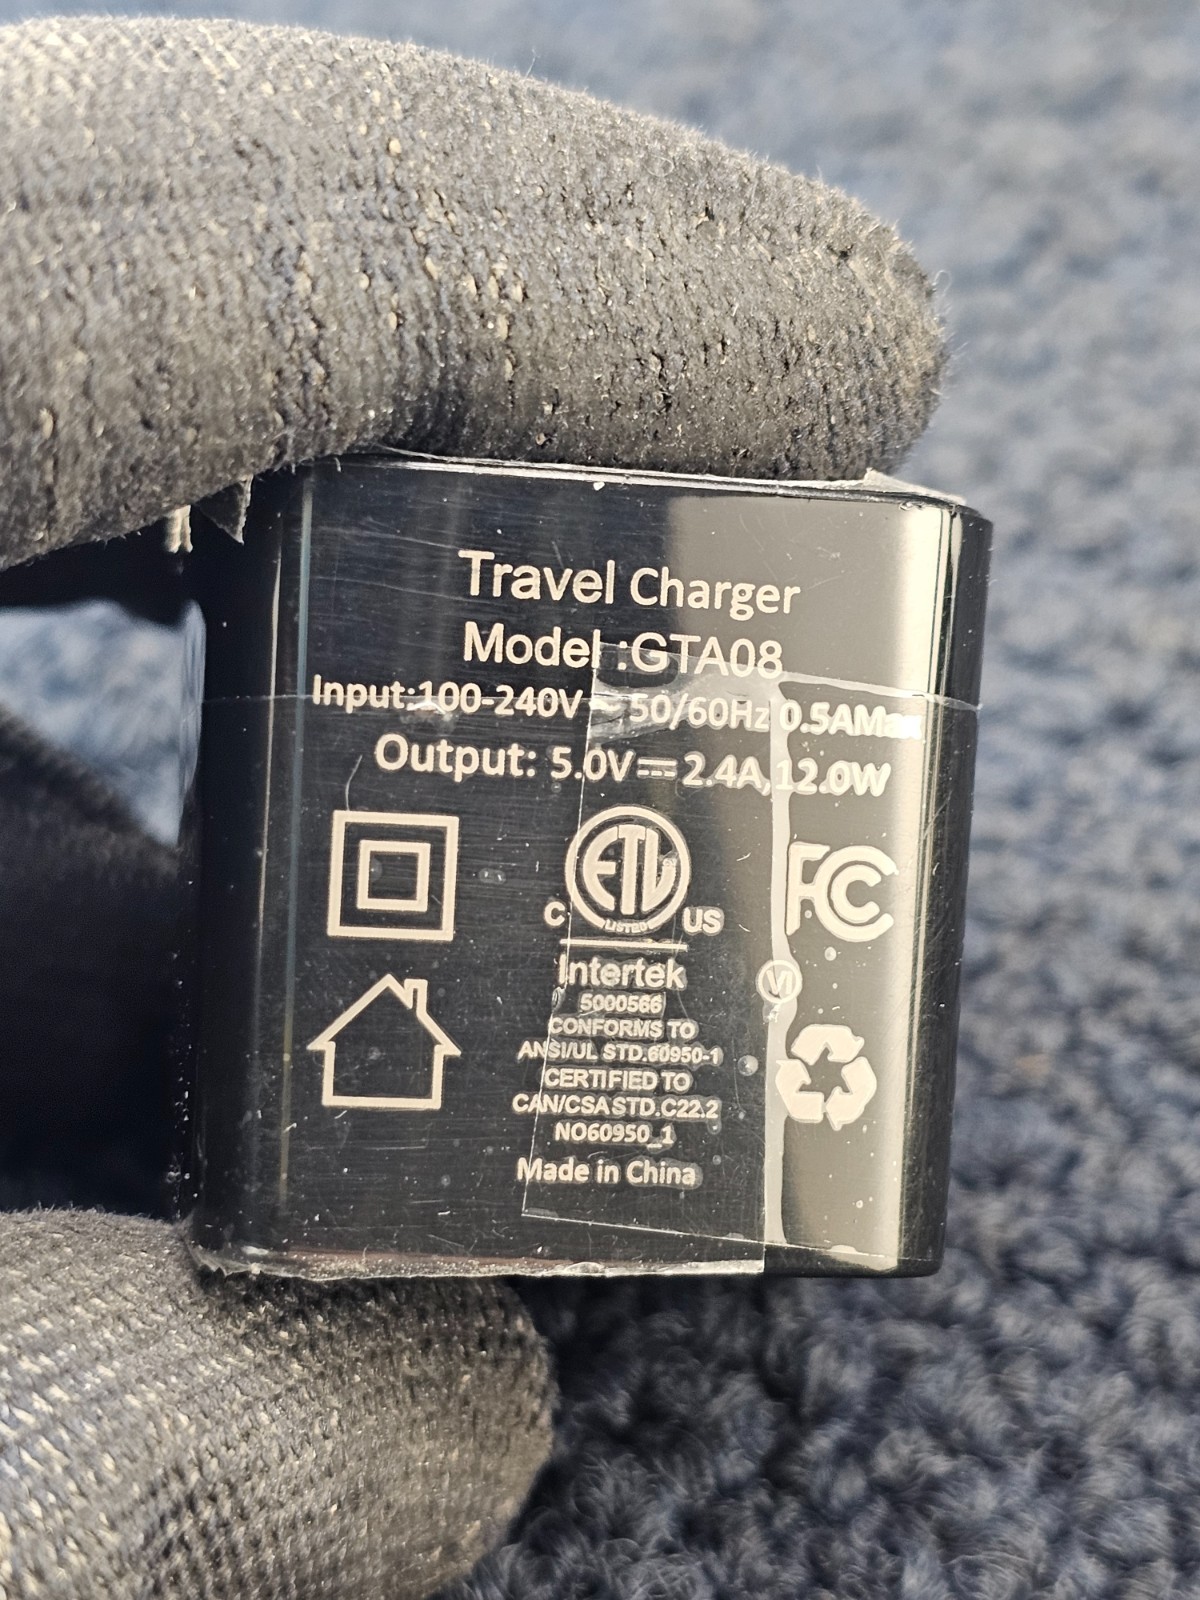 Travel Charger
Model :GTA08
Input:100-240V ~ 50/60Hz 0.5AMax
Output: 5.0V⎓2.4A,12.0W
ETL
LISTED
C US
FC
Intertek
VI
5000566
CONFORMS TO
ANSI/UL STD.60950-1
CERTIFIED TO
CAN/CSA STD.C22.2
NO60950_1
Made in China